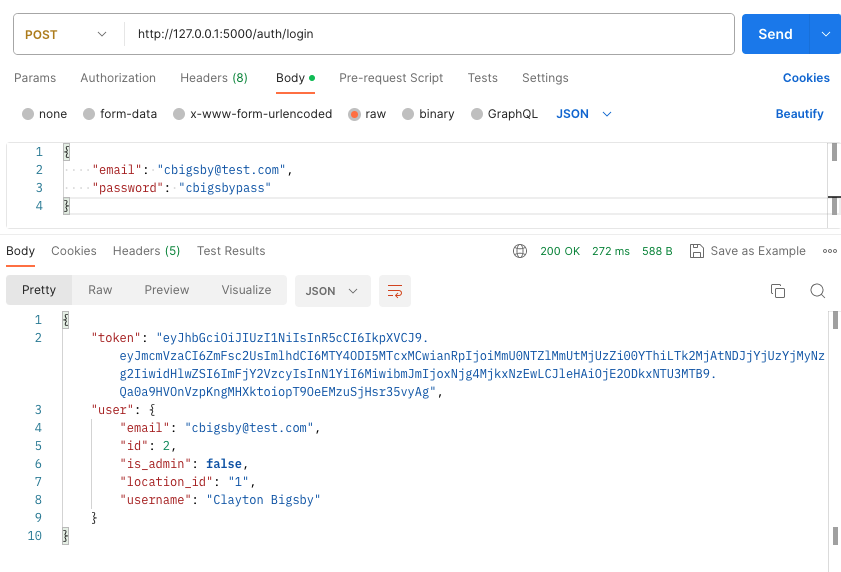 POST http://127.0.0.1:5000/auth/login Send
Params Authorization Headers (8) Body Pre-request Script Tests Settings Cookies
none form-data x-www-form-urlencoded raw binary GraphQL JSON Beautify
1 {
2 "email": "cbigsby@test.com",
3 "password": "cbigsbypass"
4 }
Body Cookies Headers (5) Test Results 200 OK 272 ms 588 B Save as Example
Pretty Raw Preview Visualize JSON
1 {
2 "token": "eyJhbGciOiJIUzI1NiIsInR5cCI6IkpXVCJ9.
eyJmcmVzaCI6ZmFsc2UsImlhdCI6MTY4ODI5MTcxMCwianRpIjoiMmU0NTZlMmUtMjUzZi00YThiLTk2MjAtNDJjYjUzYjMyNz
g2IiwidHlwZSI6ImFjY2VzcyIsInN1YiI6MiwibmJmIjoxNjg4MjkxNzEwLCJleHAiOjE2ODkxNTU3MTB9.
Qa0a9HVOnVzpKngMHXktoiopT9OeEMzuSjHsr35vyAg",
3 "user": {
4 "email": "cbigsby@test.com",
5 "id": 2,
6 "is_admin": false,
7 "location_id": "1",
8 "username": "Clayton Bigsby"
9 }
10 }